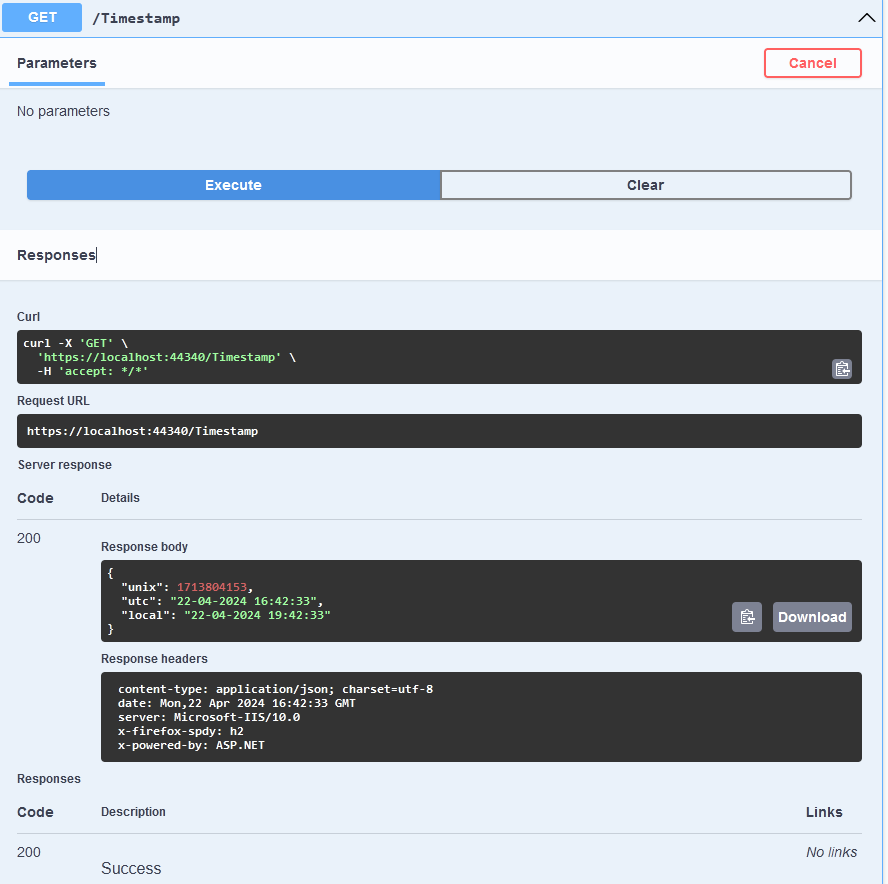 GET /Timestamp
Parameters Cancel
No parameters
Execute Clear
Responses
Curl
curl -X 'GET' \
  'https://localhost:44340/Timestamp' \
  -H 'accept: */*'
Request URL
https://localhost:44340/Timestamp
Server response
Code Details
200
Response body
{
  "unix": 1713804153,
  "utc": "22-04-2024 16:42:33",
  "local": "22-04-2024 19:42:33"
}
Download
Response headers
content-type: application/json; charset=utf-8
date: Mon,22 Apr 2024 16:42:33 GMT
server: Microsoft-IIS/10.0
x-firefox-spdy: h2
x-powered-by: ASP.NET
Responses
Code Description Links
200 No links
Success